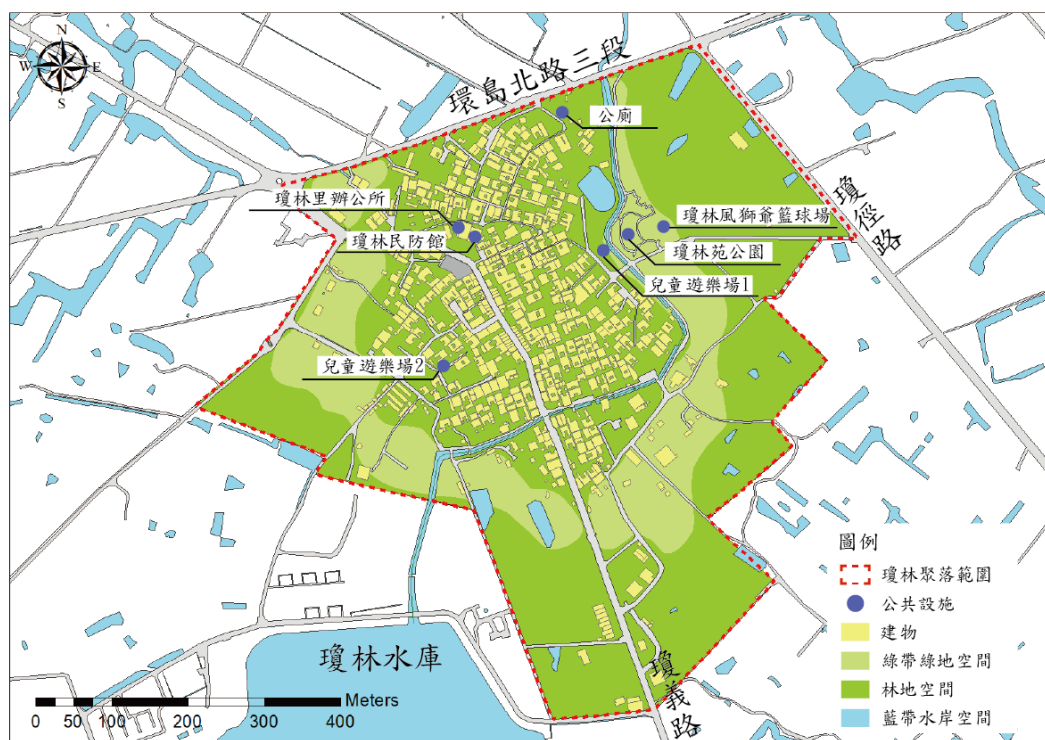 N
W
E
S
環島北路三段
公廁
瓊林里辦公所
瓊林民防館
瓊林風獅爺籃球場
瓊林苑公園
兒童遊樂場1
瓊徑路
兒童遊樂場2
瓊林水庫
瓊義路
圖例
瓊林聚落範圍
公共設施
建物
綠帶綠地空間
林地空間
藍帶水岸空間
Meters
0 50 100 200 300 400